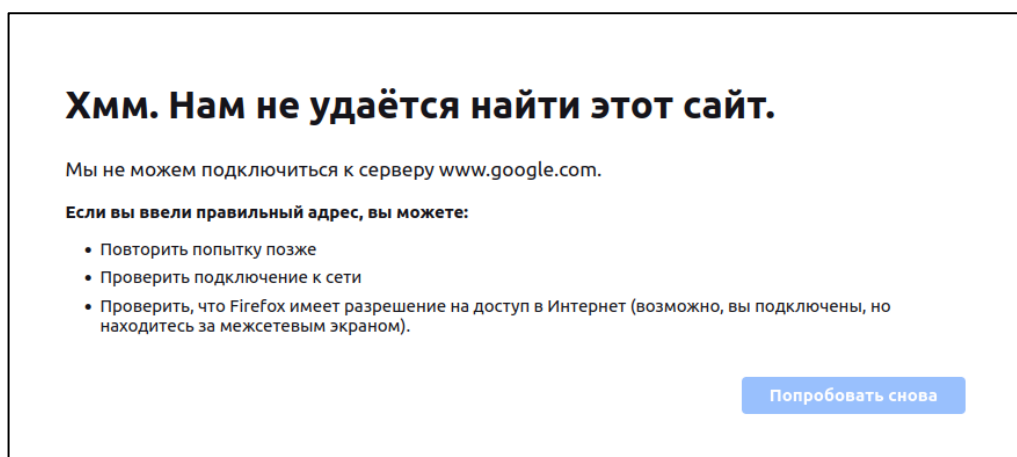 Хмм. Нам не удаётся найти этот сайт.
Мы не можем подключиться к серверу www.google.com.
Если вы ввели правильный адрес, вы можете:
• Повторить попытку позже
• Проверить подключение к сети
• Проверить, что Firefox имеет разрешение на доступ в Интернет (возможно, вы подключены, но
находитесь за межсетевым экраном).
Попробовать снова